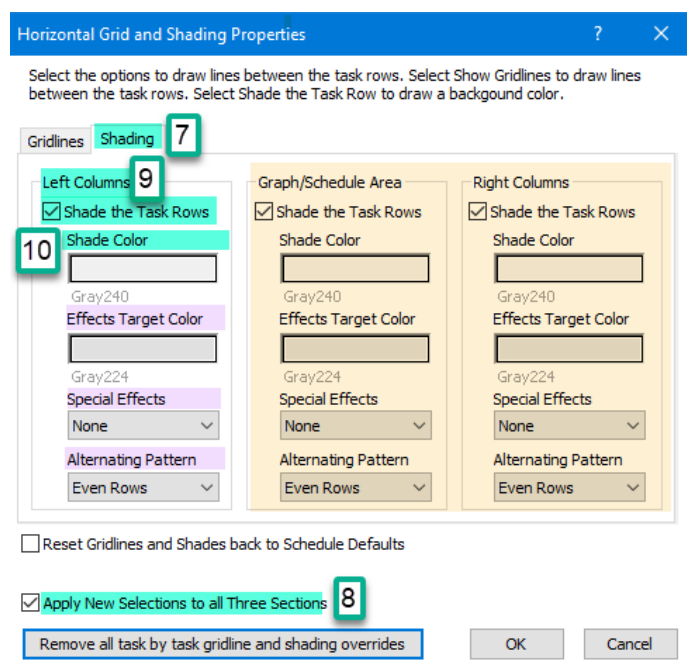 Horizontal Grid and Shading Properties ?
Select the options to draw lines between the task rows. Select Show Gridlines to draw lines
between the task rows. Select Shade the Task Row to draw a backgound color.
Gridlines Shading 7
Left Columns 9 Graph/Schedule Area Right Columns
Shade the Task Rows Shade the Task Rows Shade the Task Rows
10 Shade Color Shade Color Shade Color
Gray240 Gray240 Gray240
Effects Target Color Effects Target Color Effects Target Color
Gray224 Gray224 Gray224
Special Effects Special Effects Special Effects
None None None
Alternating Pattern Alternating Pattern Alternating Pattern
Even Rows Even Rows Even Rows
Reset Gridlines and Shades back to Schedule Defaults
Apply New Selections to all Three Sections 8
Remove all task by task gridline and shading overrides OK Cancel